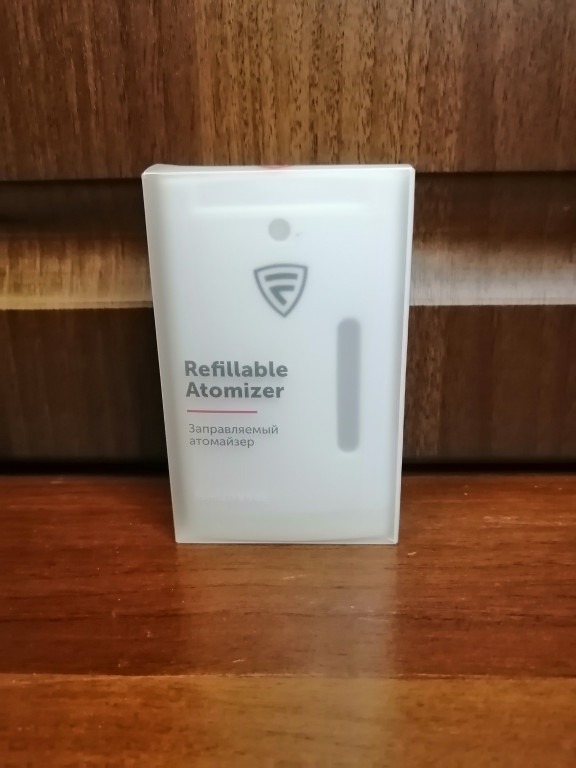 Refillable
Atomizer
Заправляемый
атомайзер